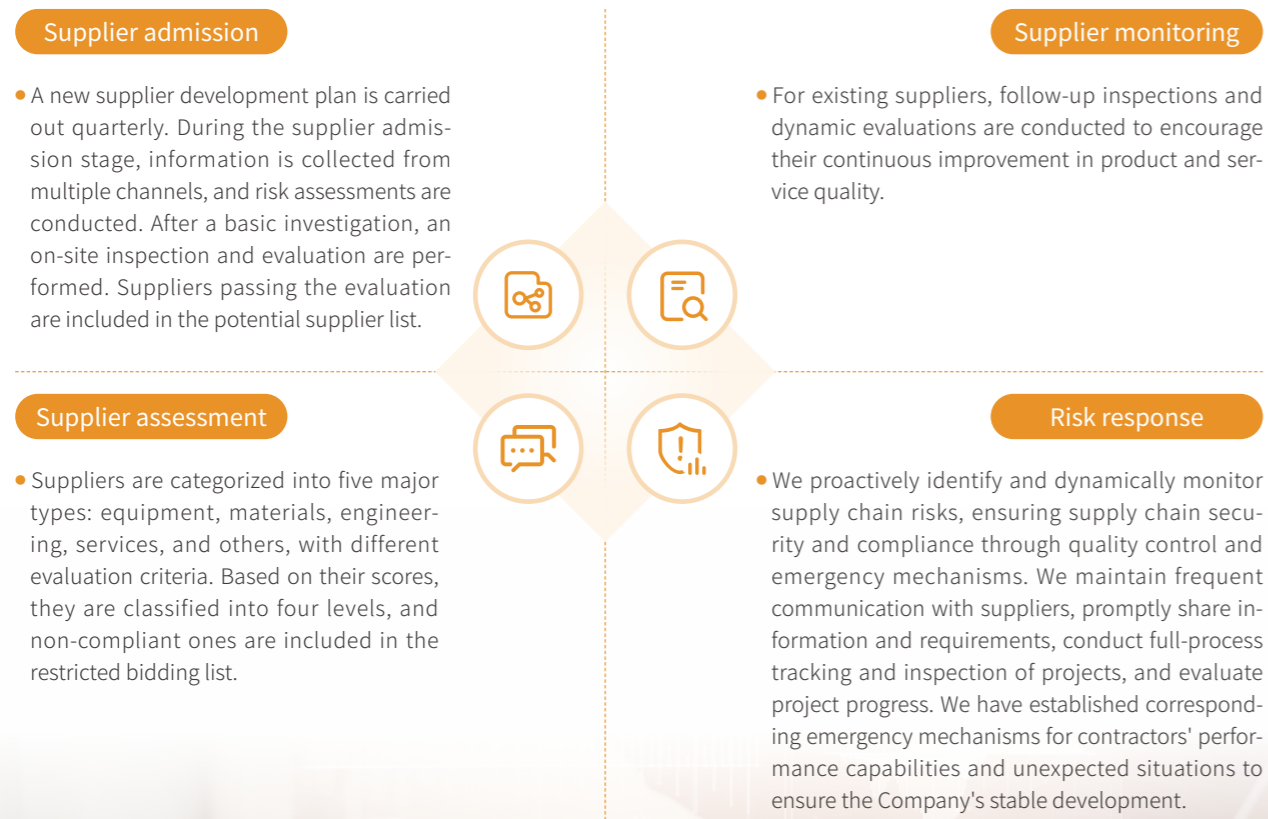 Supplier admission
A new supplier development plan is carried
out quarterly. During the supplier admis-
sion stage, information is collected from
multiple channels, and risk assessments are
conducted. After a basic investigation, an
on-site inspection and evaluation are per-
formed. Suppliers passing the evaluation
are included in the potential supplier list.
Supplier monitoring
For existing suppliers, follow-up inspections and
dynamic evaluations are conducted to encourage
their continuous improvement in product and ser-
vice quality.
Supplier assessment
Suppliers are categorized into five major
types: equipment, materials, engineer-
ing, services, and others, with different
evaluation criteria. Based on their scores,
they are classified into four levels, and
non-compliant ones are included in the
restricted bidding list.
Risk response
We proactively identify and dynamically monitor
supply chain risks, ensuring supply chain secu-
rity and compliance through quality control and
emergency mechanisms. We maintain frequent
communication with suppliers, promptly share in-
formation and requirements, conduct full-process
tracking and inspection of projects, and evaluate
project progress. We have established correspond-
ing emergency mechanisms for contractors' perfor-
mance capabilities and unexpected situations to
ensure the Company's stable development.